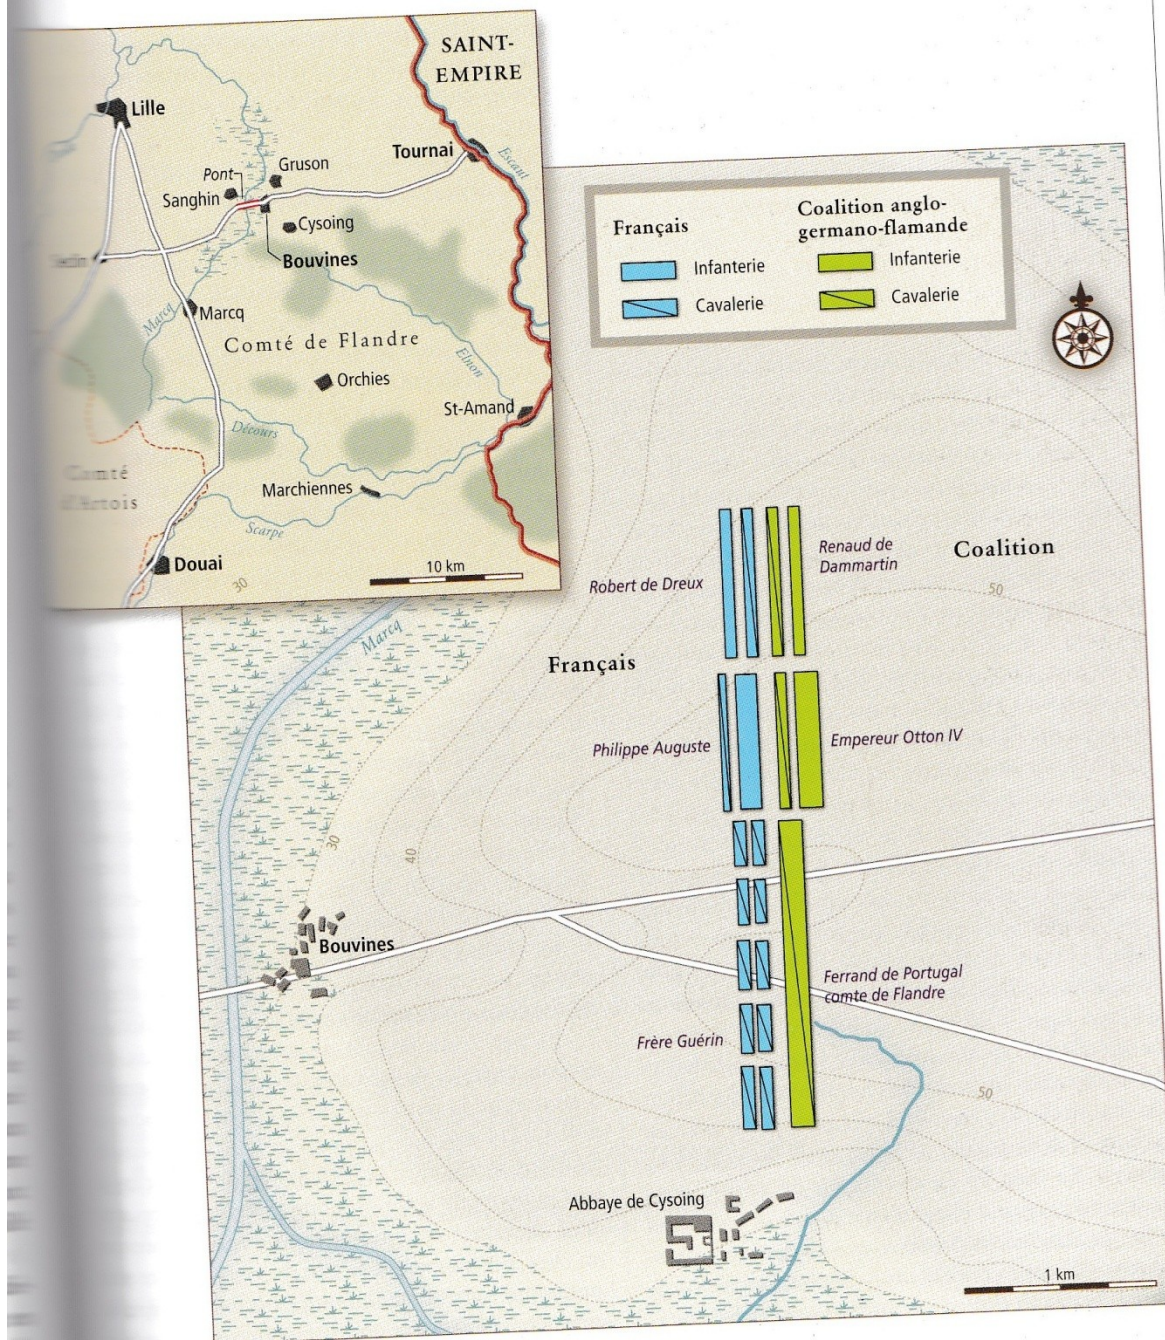 SAINT-
EMPIRE
Lille
Tournai
Escaut
Pont
Gruson
Sanghin
Cysoing
Bouvines
Marcq
Marcq
Comté de Flandre
Elnon
Orchies
St-Amand
Décours
Comté
d'Artois
Marchiennes
Scarpe
Douai
10 km
30
Français
Infanterie
Cavalerie
Coalition anglo-
germano-flamande
Infanterie
Cavalerie
Marcq
Robert de Dreux
Renaud de
Dammartin
Coalition
50
Français
Philippe Auguste
Empereur Otton IV
30
40
Bouvines
Ferrand de Portugal
comte de Flandre
Frère Guérin
50
Abbaye de Cysoing
1 km